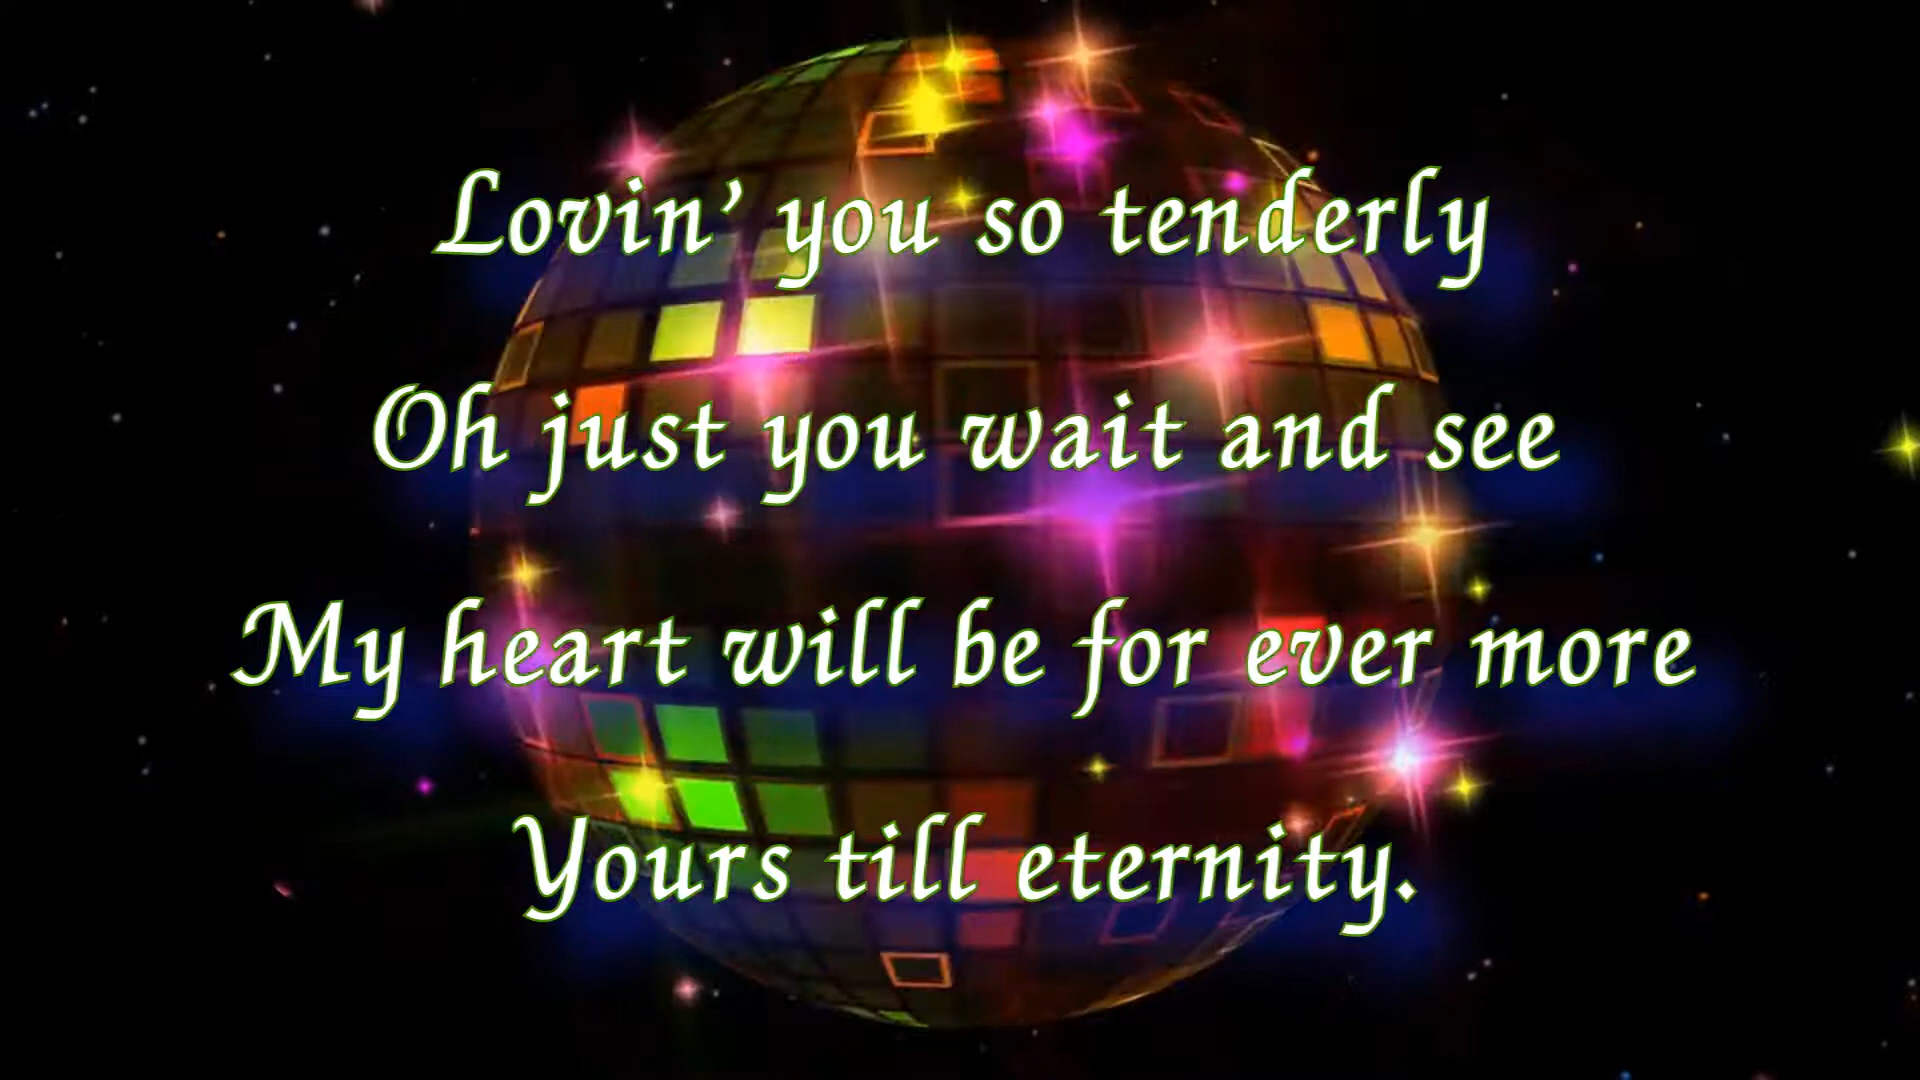 Lovin’ you so tenderly
Oh just you wait and see
My heart will be for ever more
Yours till eternity.